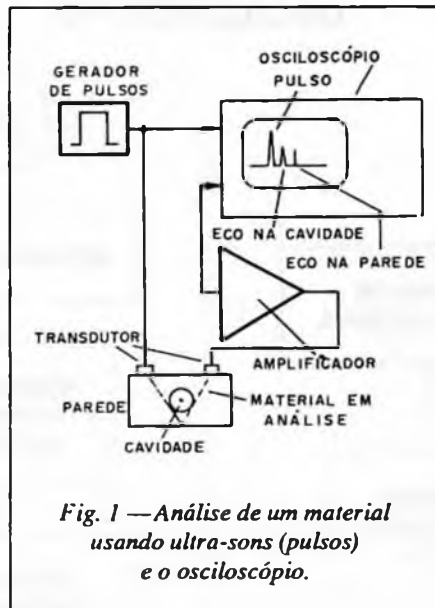 GERADOR
DE PULSOS
OSCILOSCÓPIO
PULSO
ECO NA CAVIDADE
ECO NA PAREDE
TRANSDUTOR
AMPLIFICADOR
PAREDE
MATERIAL EM
ANÁLISE
CAVIDADE
Fig. 1 — Análise de um material
usando ultra-sons (pulsos)
e o osciloscópio.